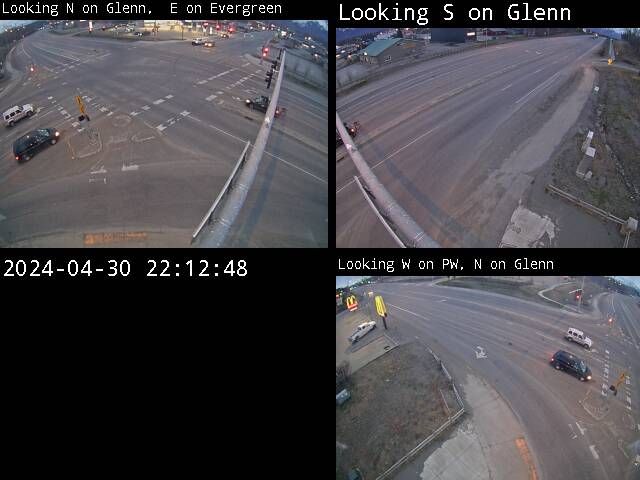 Looking N on Glenn,  E on Evergreen
Looking S on Glenn
2024-04-30 22:12:48
Looking W on PW, N on Glenn